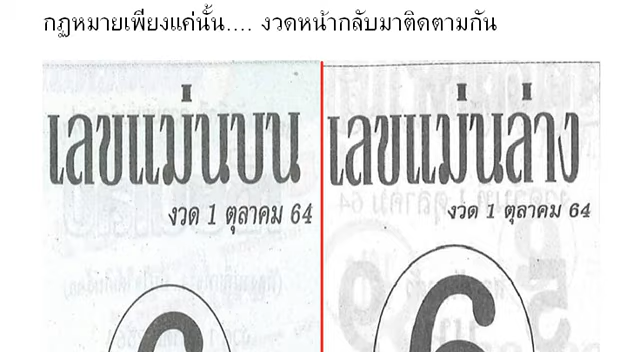 กฎหมายเพียงแค่นั้น.... งวดหน้ากลับมาติดตามกัน
เลขแม่นบน
งวด 1 ตุลาคม 64
เลขแม่นล่าง
งวด 1 ตุลาคม 64
6